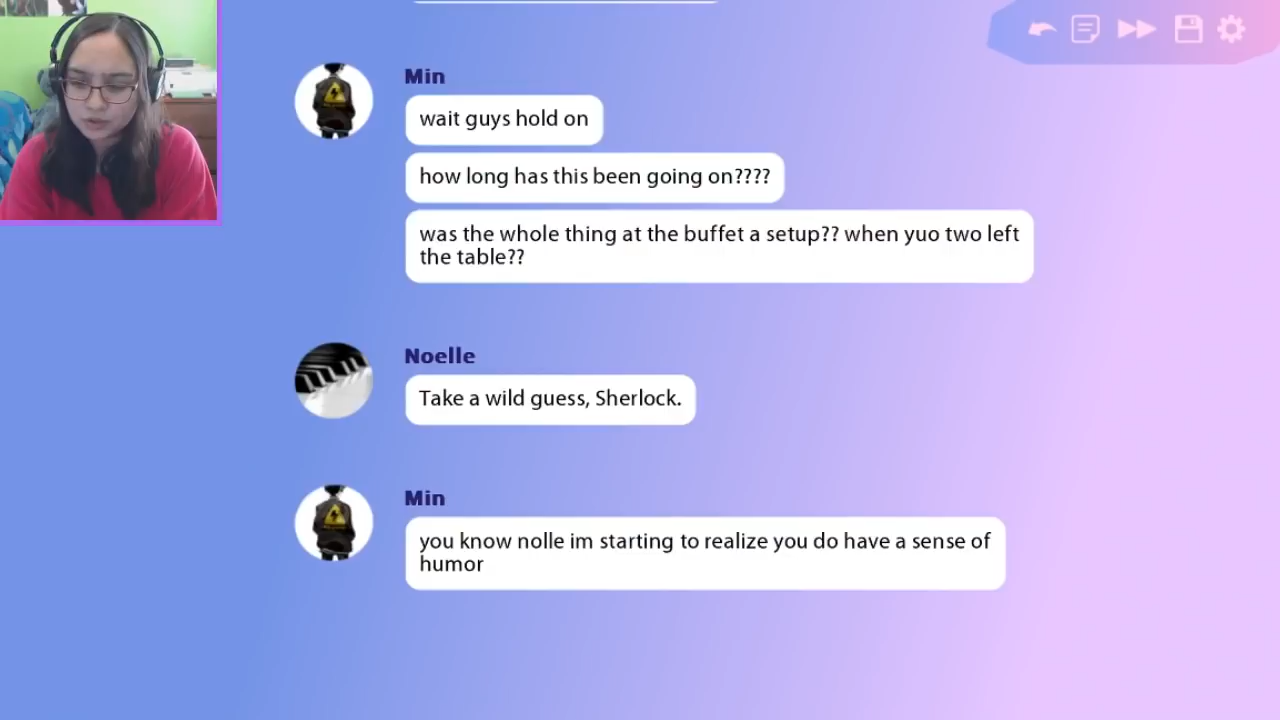 Min
wait guys hold on
how long has this been going on????
was the whole thing at the buffet a setup?? when yuo two left
the table??
Noelle
Take a wild guess, Sherlock.
Min
you know nolle im starting to realize you do have a sense of
humor